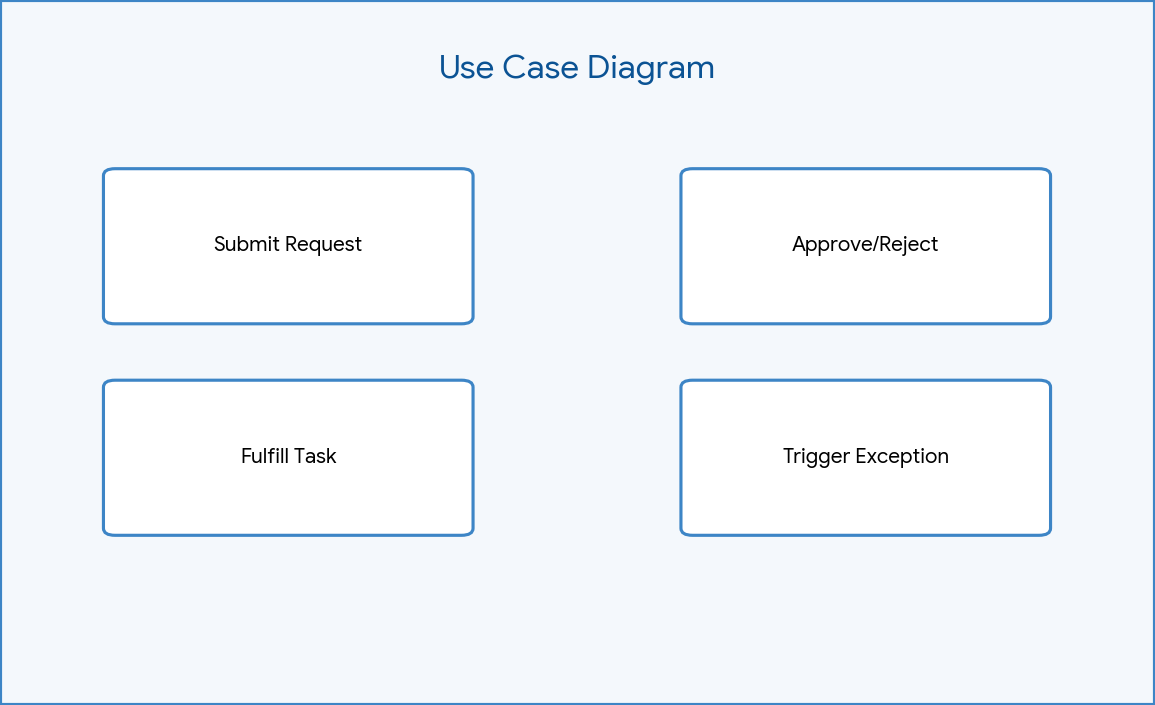 Use Case Diagram
Submit Request
Approve/Reject
Fulfill Task
Trigger Exception